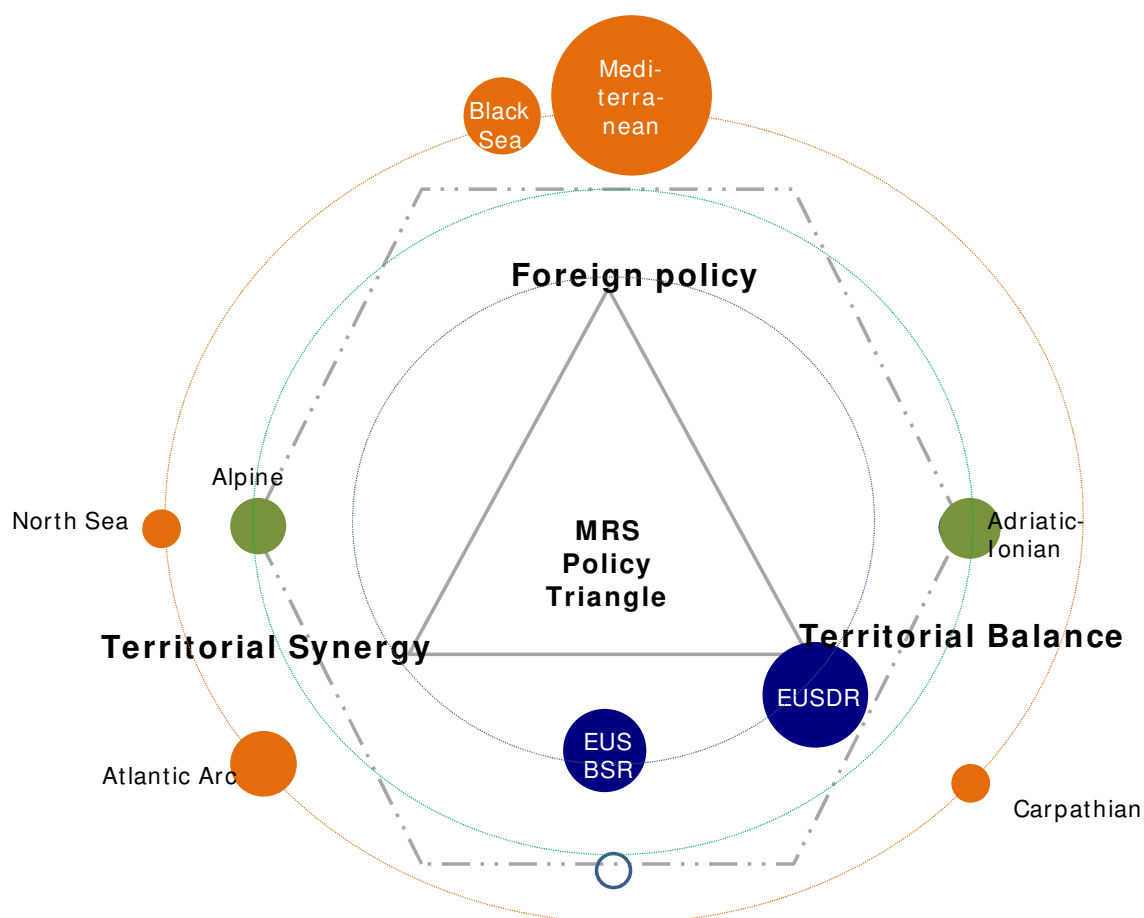 Medi-
terra-
nean
Black
Sea
Foreign policy
Alpine
North Sea
Adriatic-
Ionian
MRS
Policy
Triangle
Territorial Synergy
Territorial Balance
EUSDR
EUS
BSR
Atlantic Arc
Carpathian